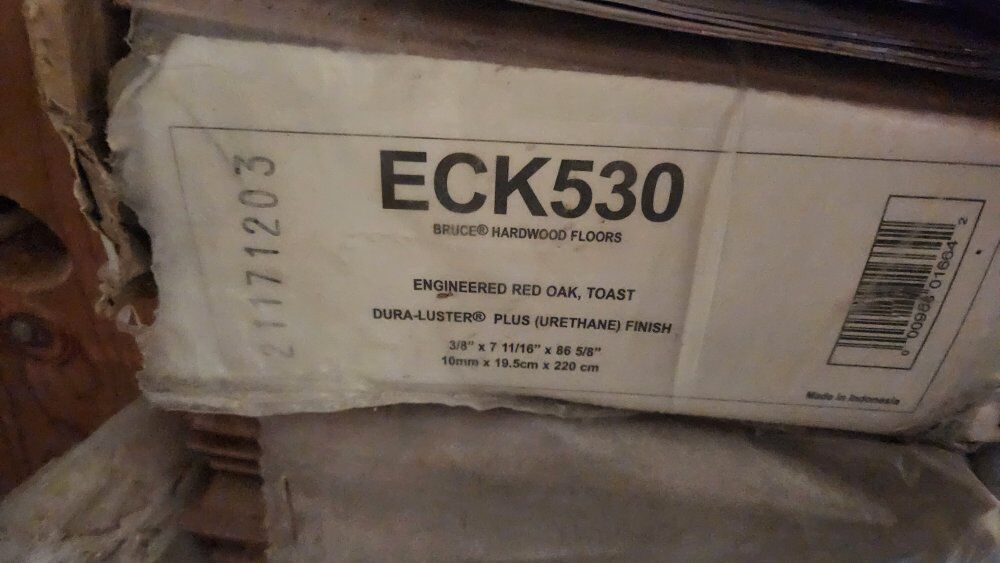 21171203
ECK530
BRUCE® HARDWOOD FLOORS
ENGINEERED RED OAK, TOAST
DURA-LUSTER® PLUS (URETHANE) FINISH
3/8" x 7 11/16" x 86 5/8"
10mm x 19.5cm x 220 cm
Made in Indonesia